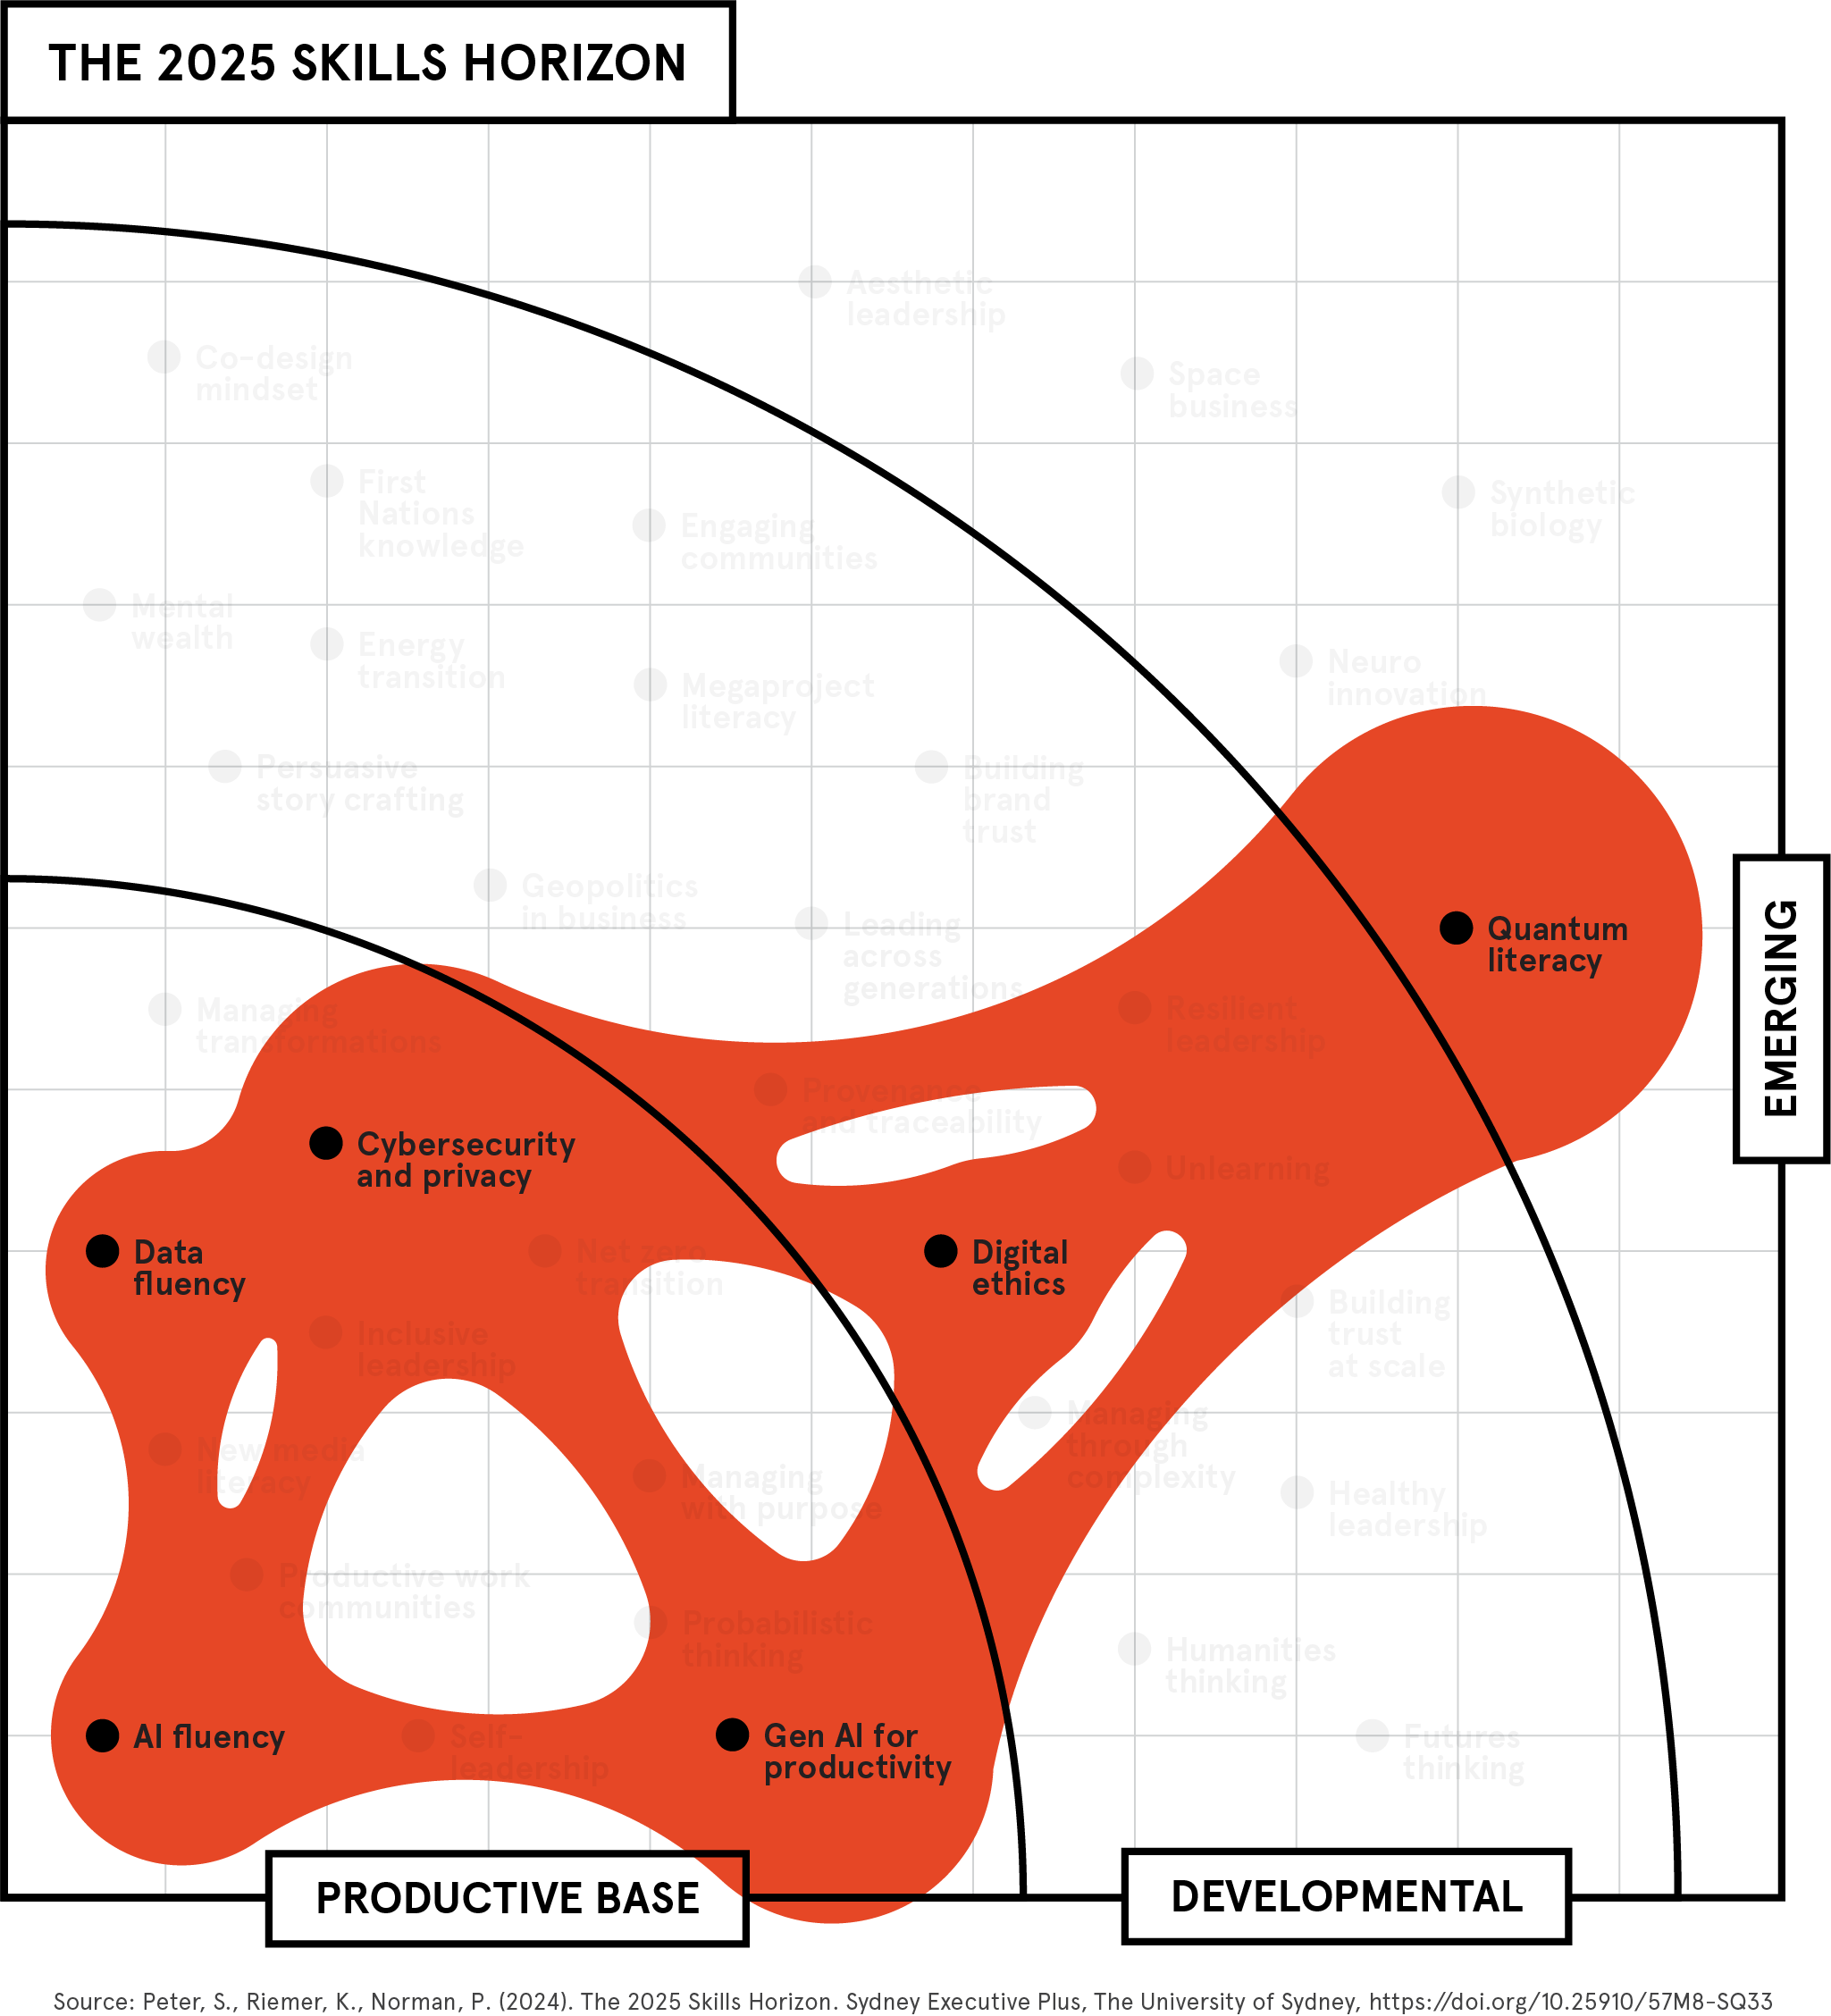 THE 2025 SKILLS HORIZON
Aesthetic
leadership
Co-design
mindset
Space
business
First
Nations
knowledge
Engaging
communities
Synthetic
biology
Mental
wealth
Energy
transition
Megaproject
literacy
Neuro
innovation
Persuasive
story crafting
Building
brand
trust
Geopolitics
in business
Leading
across
generations
Quantum
literacy
EMERGING
Managing
transformations
Resilient
leadership
Provenance
and traceability
Cybersecurity
and privacy
Unlearning
Data
fluency
Net zero
transition
Digital
ethics
Inclusive
leadership
Building
trust
at scale
New media
literacy
Managing
with purpose
Managing
through
complexity
Healthy
leadership
Productive work
communities
Probabilistic
thinking
Humanities
thinking
AI fluency
Self-
leadership
Gen AI for
productivity
Futures
thinking
PRODUCTIVE BASE
DEVELOPMENTAL
Source: Peter, S., Riemer, K., Norman, P. (2024). The 2025 Skills Horizon. Sydney Executive Plus, The University of Sydney, https://doi.org/10.25910/57M8-SQ33